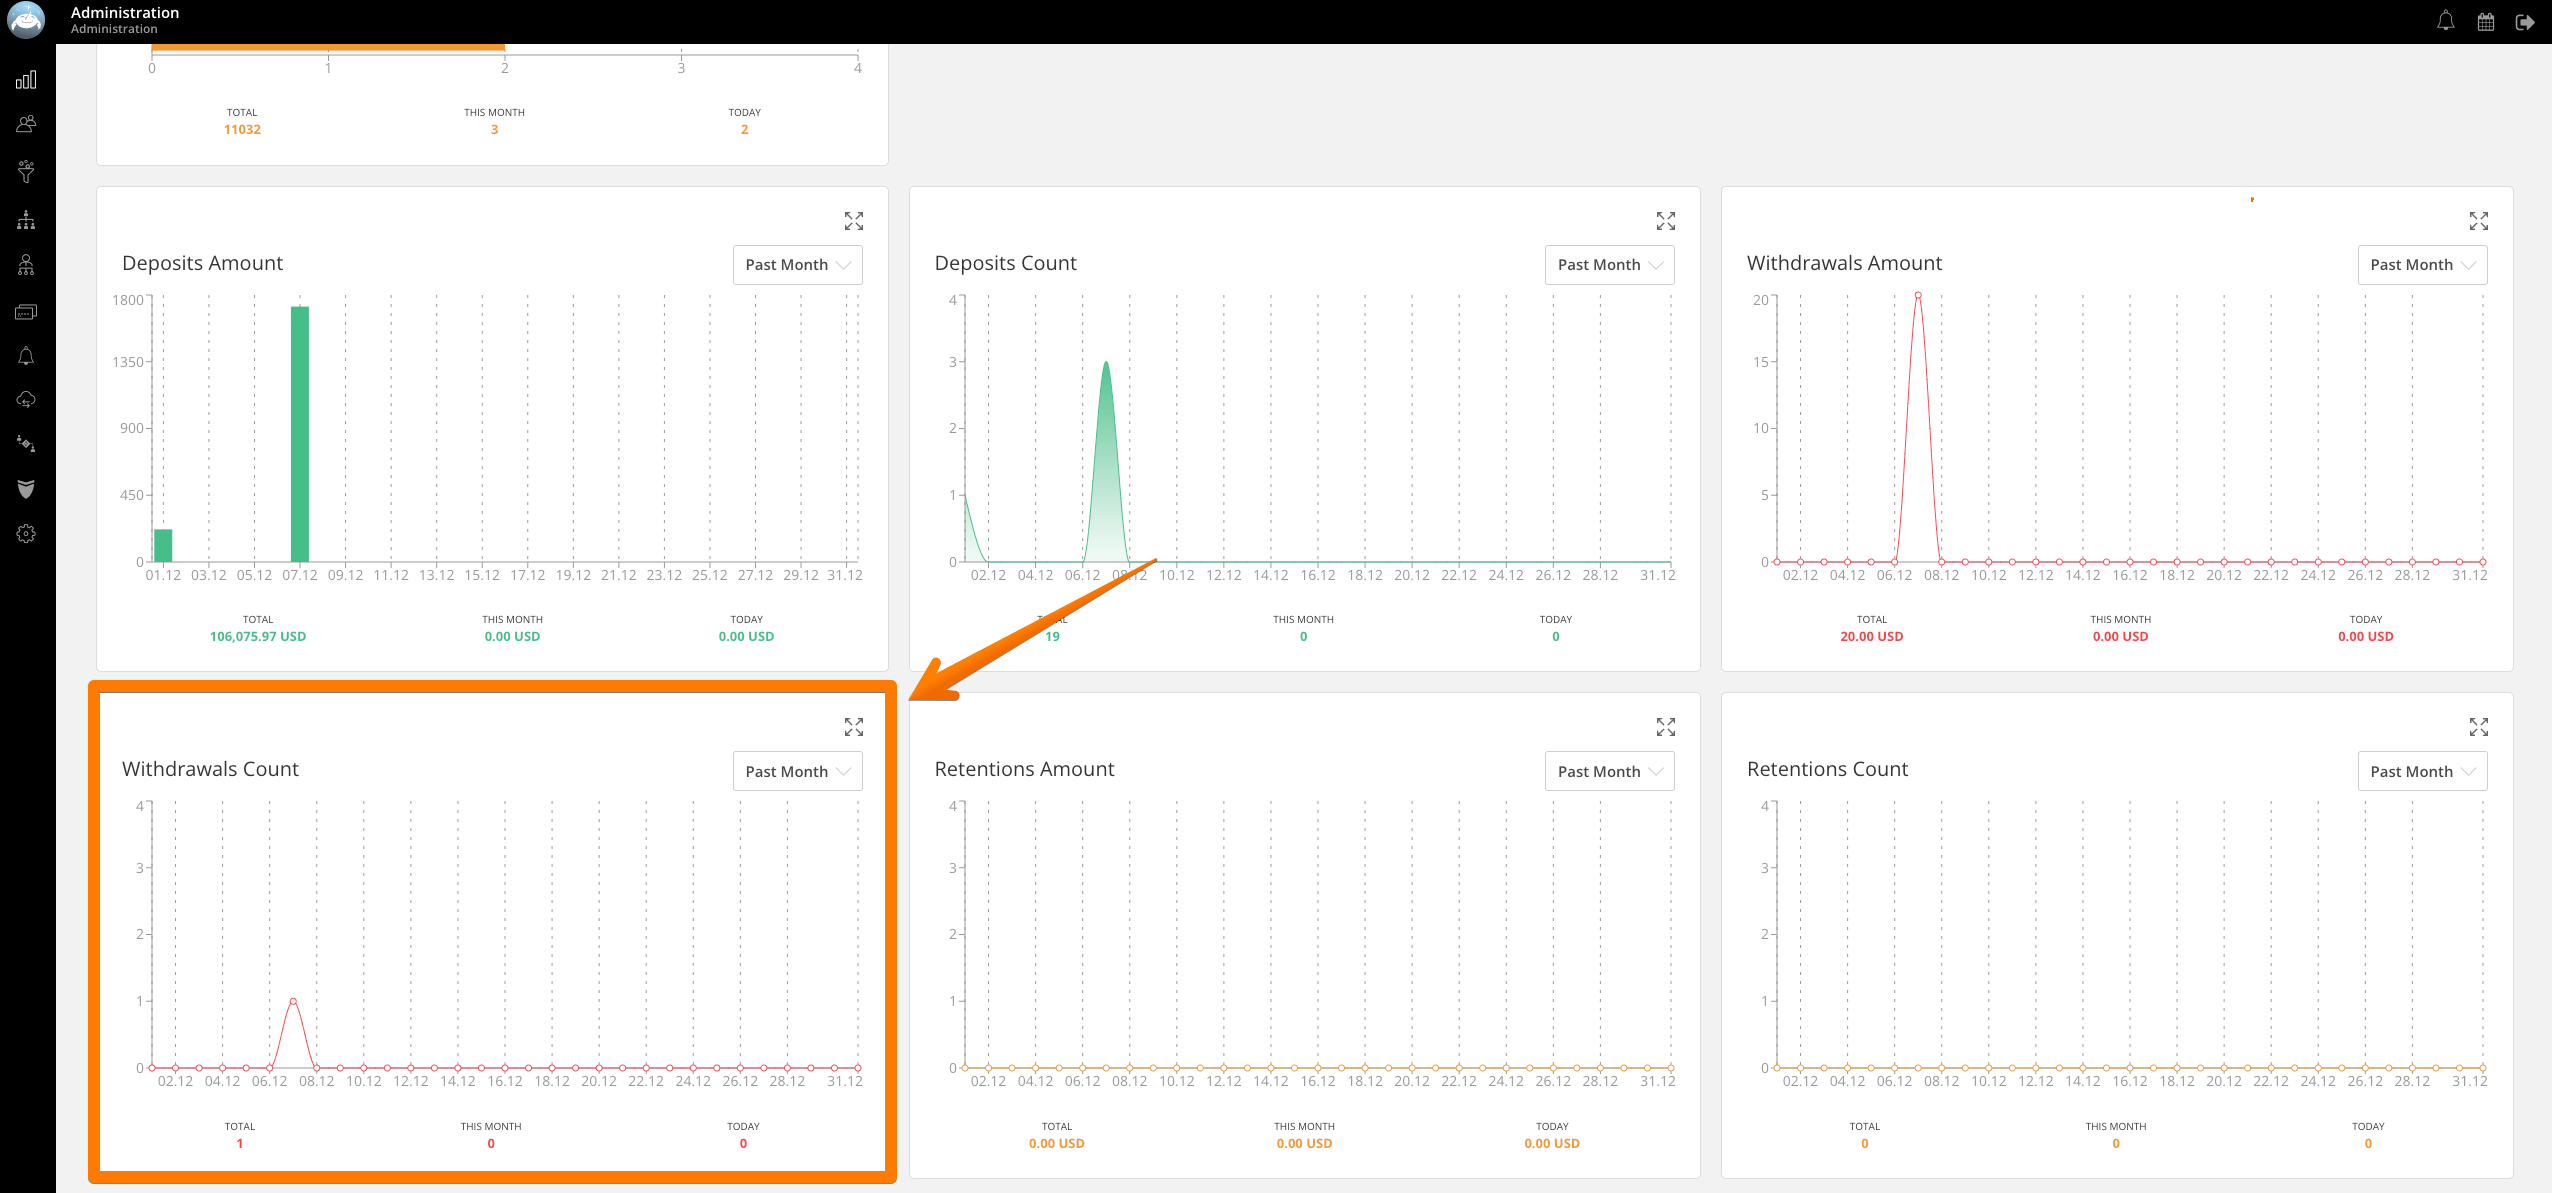 Administration
Administration
0 1 2 3 4
TOTAL THIS MONTH TODAY
11032 3 2
Deposits Amount Past Month
1800
1350
900
450
0
01.12 03.12 05.12 07.12 09.12 11.12 13.12 15.12 17.12 19.12 21.12 23.12 25.12 27.12 29.12 31.12
TOTAL THIS MONTH TODAY
106,075.97 USD 0.00 USD 0.00 USD
Deposits Count Past Month
4
3
2
1
0
02.12 04.12 06.12 08.12 10.12 12.12 14.12 16.12 18.12 20.12 22.12 24.12 26.12 28.12 31.12
TOTAL THIS MONTH TODAY
19 0 0
Withdrawals Amount Past Month
20
15
10
5
0
02.12 04.12 06.12 08.12 10.12 12.12 14.12 16.12 18.12 20.12 22.12 24.12 26.12 28.12 31.12
TOTAL THIS MONTH TODAY
20.00 USD 0.00 USD 0.00 USD
Withdrawals Count Past Month
4
3
2
1
0
02.12 04.12 06.12 08.12 10.12 12.12 14.12 16.12 18.12 20.12 22.12 24.12 26.12 28.12 31.12
TOTAL THIS MONTH TODAY
1 0 0
Retentions Amount Past Month
4
3
2
1
0
02.12 04.12 06.12 08.12 10.12 12.12 14.12 16.12 18.12 20.12 22.12 24.12 26.12 28.12 31.12
TOTAL THIS MONTH TODAY
0.00 USD 0.00 USD 0.00 USD
Retentions Count Past Month
4
3
2
1
0
02.12 04.12 06.12 08.12 10.12 12.12 14.12 16.12 18.12 20.12 22.12 24.12 26.12 28.12 31.12
TOTAL THIS MONTH TODAY
0 0 0